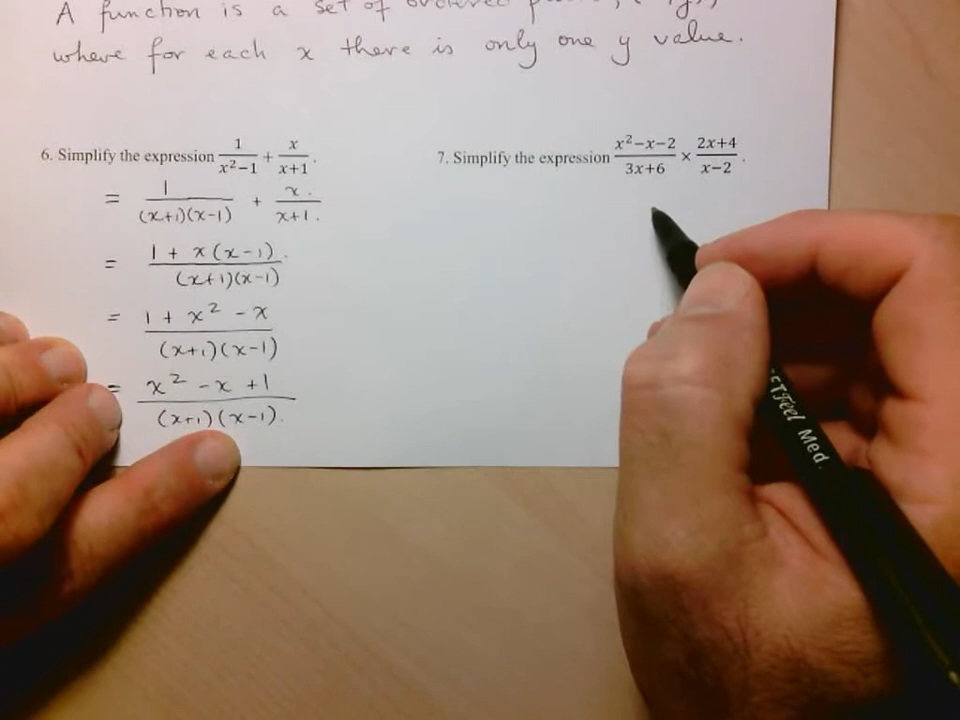 A function is a set of ordered
where for each x there is only one y value.
6. Simplify the expression 1/(x²-1) + x/(x+1).
= 1/((x+1)(x-1)) + x/(x+1).
= (1 + x(x-1))/((x+1)(x-1))
= (1 + x² - x)/((x+1)(x-1))
= (x² - x + 1)/((x+1)(x-1)).
7. Simplify the expression (x²-x-2)/(3x+6) × (2x+4)/(x-2).
Feel Med.